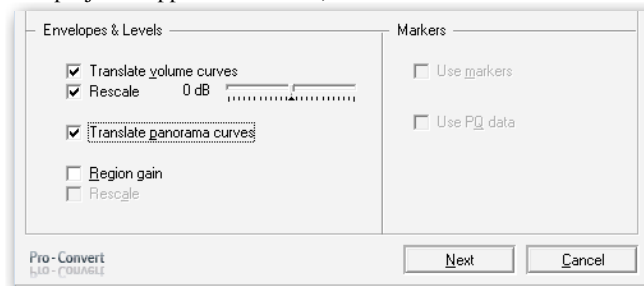 Envelopes & Levels
Translate volume curves
Rescale 0 dB
Translate panorama curves
Region gain
Rescale
Markers
Use markers
Use PQ data
Pro-Convert
Next
Cancel